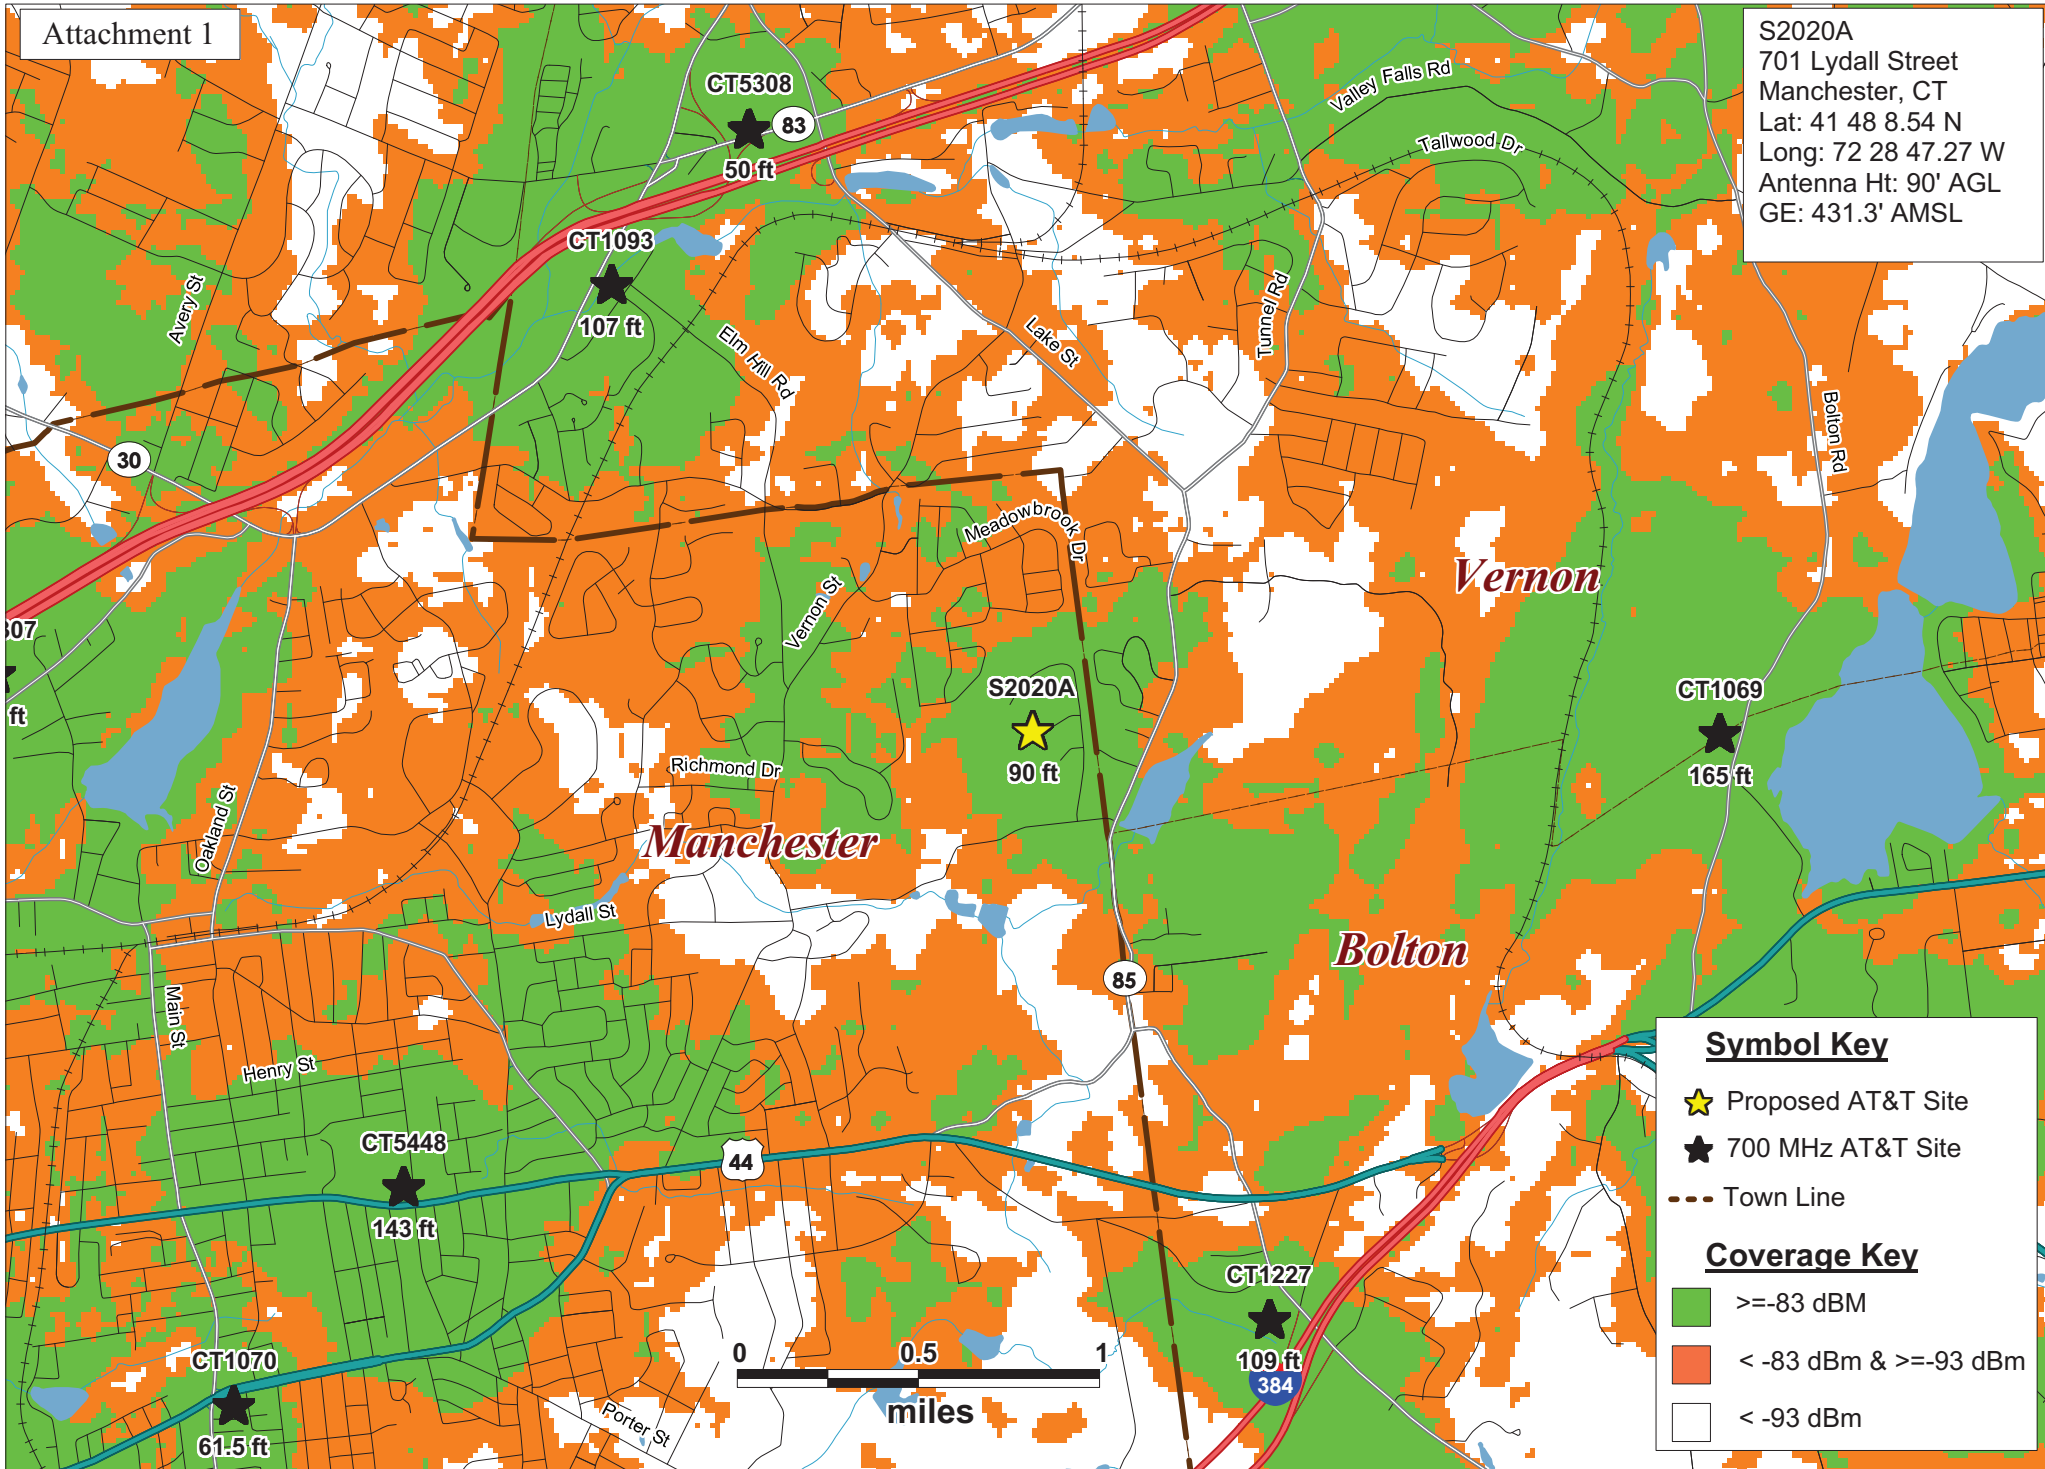 Attachment 1
S2020A
701 Lydall Street
Manchester, CT
Lat: 41 48 8.54 N
Long: 72 28 47.27 W
Antenna Ht: 90' AGL
GE: 431.3' AMSL
CT5308
83
50 ft
Valley Falls Rd
Tallwood Dr
CT1093
107 ft
Avery St
Elm Hill Rd
Lake St
Tunnel Rd
Bolton Rd
30
Meadowbrook Dr
Vernon
Vernon St
307
ft
S2020A
90 ft
CT1069
165 ft
Richmond Dr
Oakland St
Manchester
Lydall St
Bolton
85
Main St
Henry St
CT5448
143 ft
44
CT1227
109 ft
384
CT1070
61.5 ft
Porter St
0 0.5 1
miles
Symbol Key
Proposed AT&T Site
700 MHz AT&T Site
Town Line
Coverage Key
>=-83 dBM
< -83 dBm & >=-93 dBm
< -93 dBm